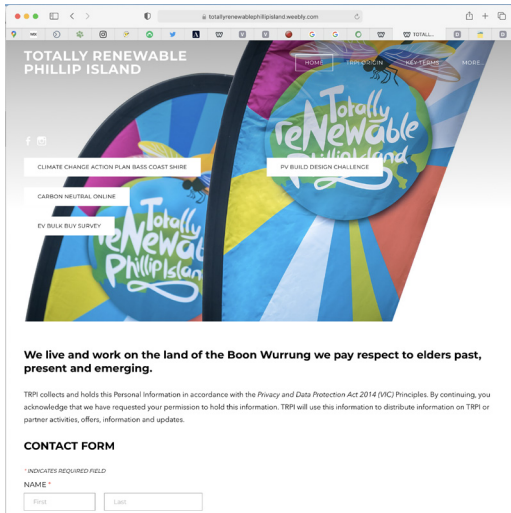 totallyrenewablephillipisland.weebly.com
TOTALL...
TOTALLY RENEWABLE
PHILLIP ISLAND
HOME
TRPI ORIGIN
KEY TERMS
MORE...
Totally
reNewable
Phillip Island
CLIMATE CHANGE ACTION PLAN BASS COAST SHIRE
PV BUILD DESIGN CHALLENGE
CARBON NEUTRAL ONLINE
EV BULK BUY SURVEY
Totally
reNewable
Phillip Island
We live and work on the land of the Boon Wurrung we pay respect to elders past,
present and emerging.
TRPI collects and holds this Personal Information in accordance with the Privacy and Data Protection Act 2014 (VIC) Principles. By continuing, you
acknowledge that we have requested your permission to hold this information. TRPI will use this information to distribute information on TRPI or
partner activities, offers, information and updates.
CONTACT FORM
* INDICATES REQUIRED FIELD
NAME *
First
Last